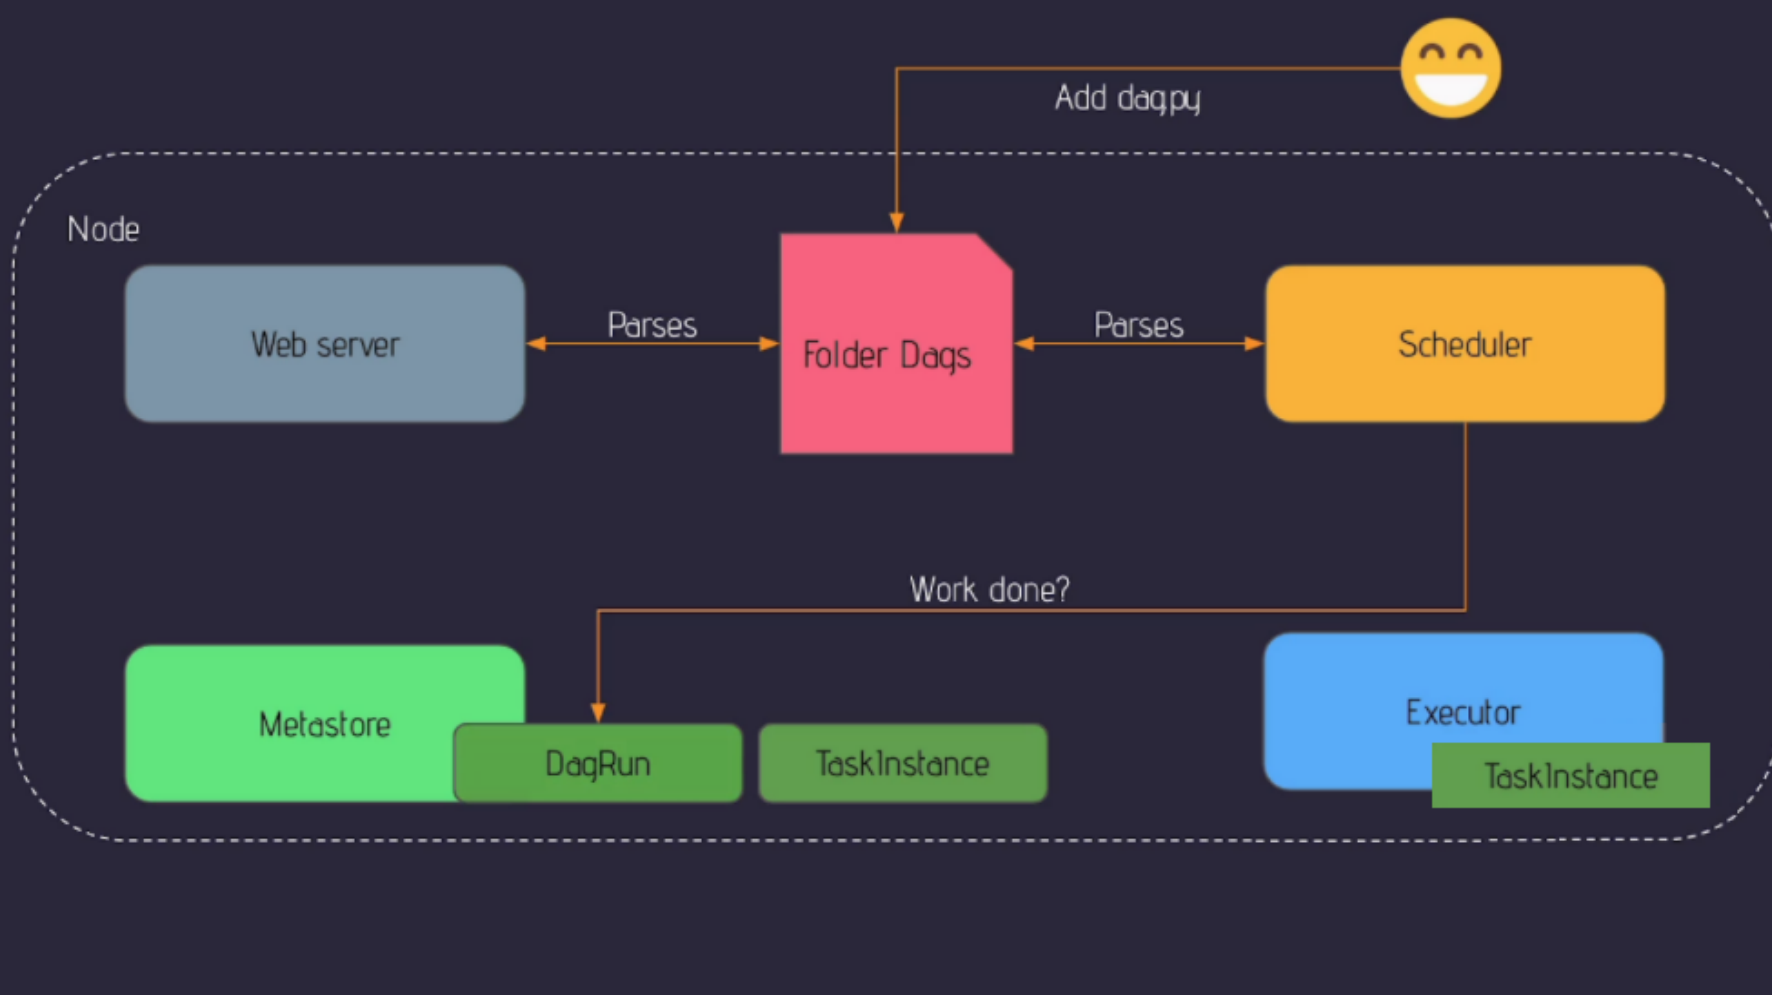 Add dag.py
Node
Web server
Parses
Folder Dags
Parses
Scheduler
Work done?
Metastore
DagRun
TaskInstance
Executor
TaskInstance